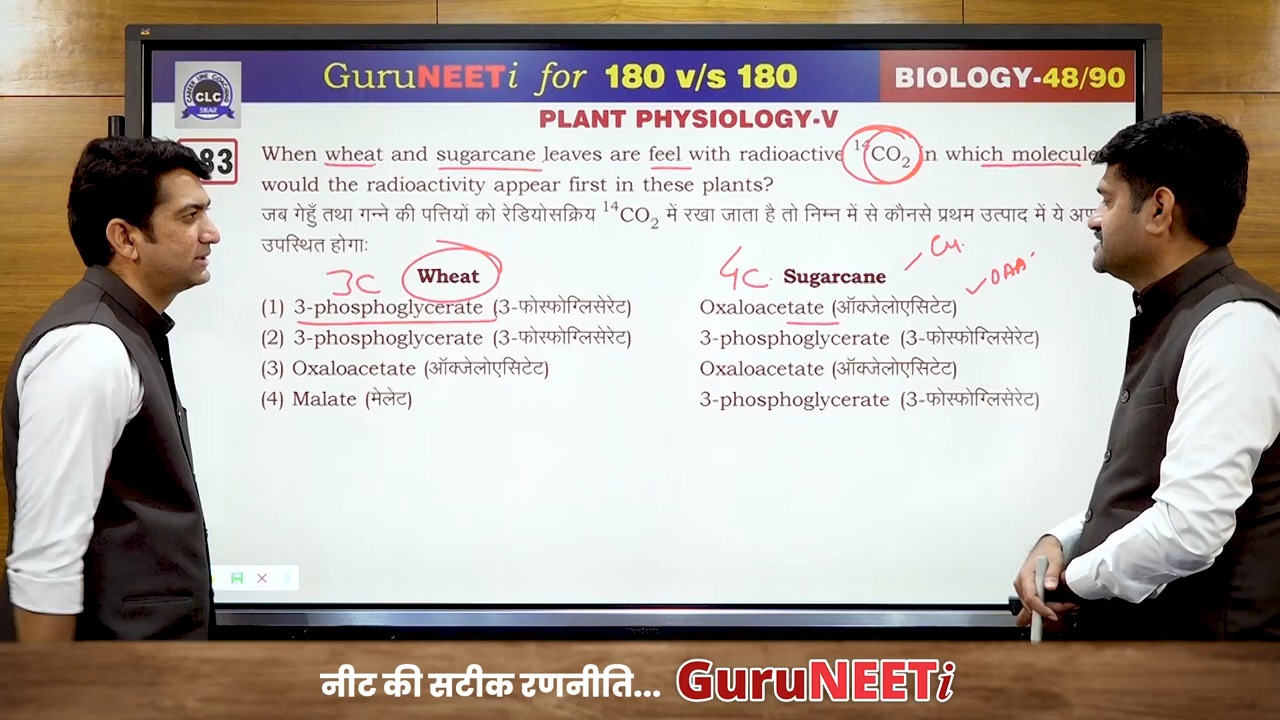 GuruNEETi for 180 v/s 180 BIOLOGY-48/90
CLC
SIKAR
PLANT PHYSIOLOGY-V
83 When wheat and sugarcane leaves are feel with radioactive ¹⁴CO₂ in which molecule
would the radioactivity appear first in these plants?
जब गेहूँ तथा गन्ने की पत्तियों को रेडियोसक्रिय ¹⁴CO₂ में रखा जाता है तो निम्न में से कौनसे प्रथम उत्पाद में ये
उपस्थित होगाः
3C Wheat 4C Sugarcane C4
OAA
(1) 3-phosphoglycerate (3-फोस्फोग्लिसेरेट) Oxaloacetate (ऑक्जेलोएसिटेट)
(2) 3-phosphoglycerate (3-फोस्फोग्लिसेरेट) 3-phosphoglycerate (3-फोस्फोग्लिसेरेट)
(3) Oxaloacetate (ऑक्जेलोएसिटेट) Oxaloacetate (ऑक्जेलोएसिटेट)
(4) Malate (मेलेट) 3-phosphoglycerate (3-फोस्फोग्लिसेरेट)
नीट की सटीक रणनीति... GuruNEETi